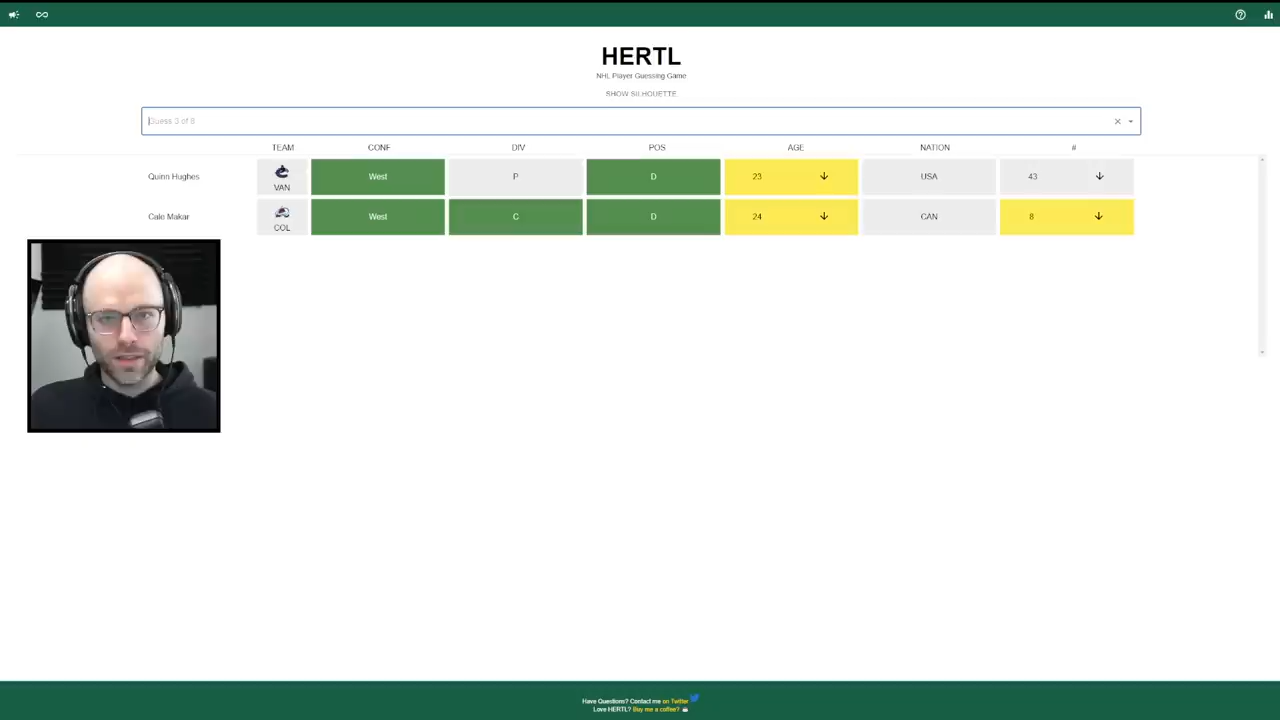 HERTL
NHL Player Guessing Game
SHOW SILHOUETTE
Guess 3 of 8
TEAM CONF DIV POS AGE NATION #
Quinn Hughes VAN West P D 23 USA 43
Cale Makar COL West C D 24 CAN 8
Have Questions? Contact me on Twitter
Love HERTL? Buy me a coffee?